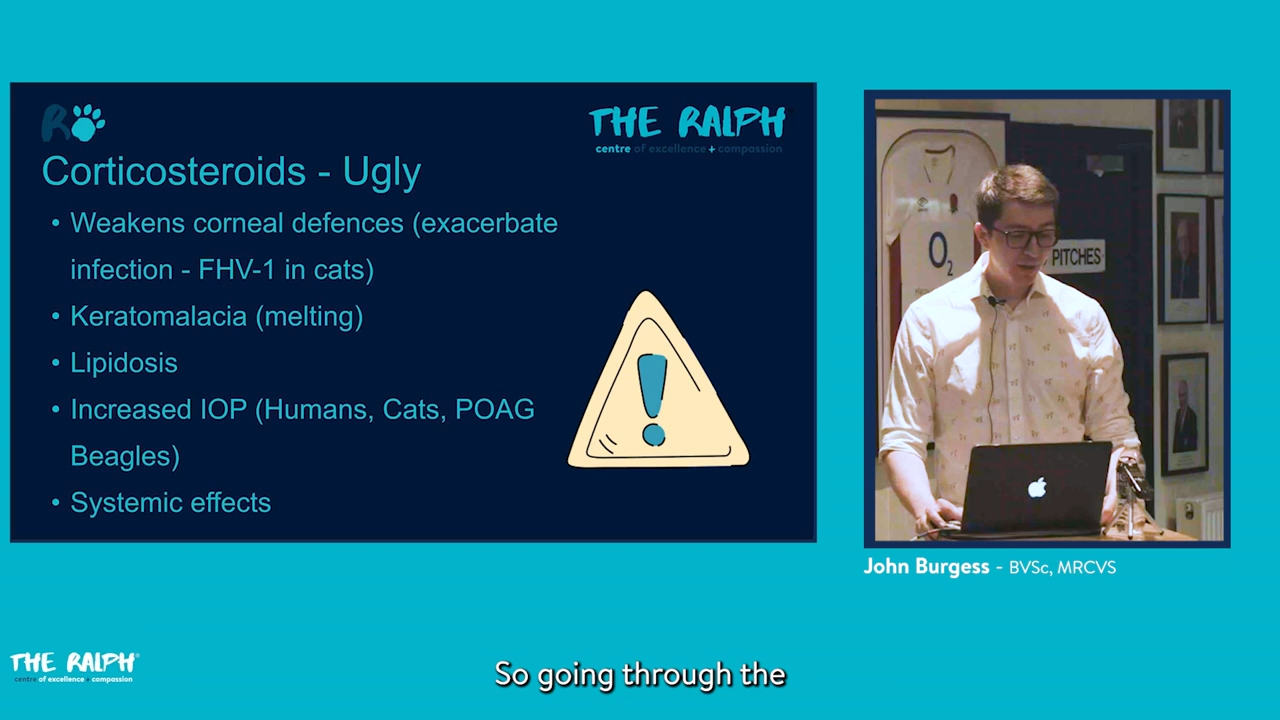 THE RALPH
centre of excellence + compassion
Corticosteroids - Ugly
• Weakens corneal defences (exacerbate
infection - FHV-1 in cats)
• Keratomalacia (melting)
• Lipidosis
• Increased IOP (Humans, Cats, POAG
Beagles)
• Systemic effects
O2
PITCHES
John Burgess - BVSc, MRCVS
THE RALPH®
centre of excellence + compassion
So going through the